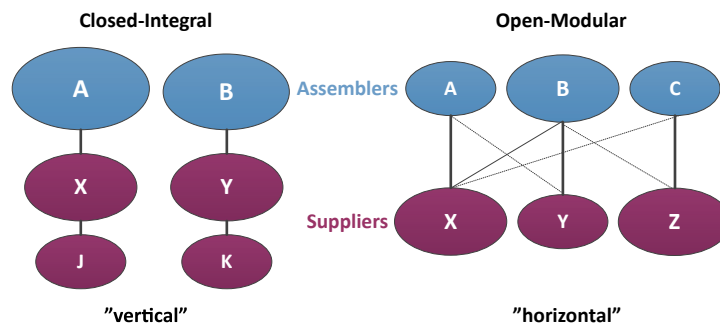 Closed-Integral
Open-Modular
A
B
Assemblers
A
B
C
X
Y
Suppliers
X
Y
Z
J
K
”vertical”
”horizontal”